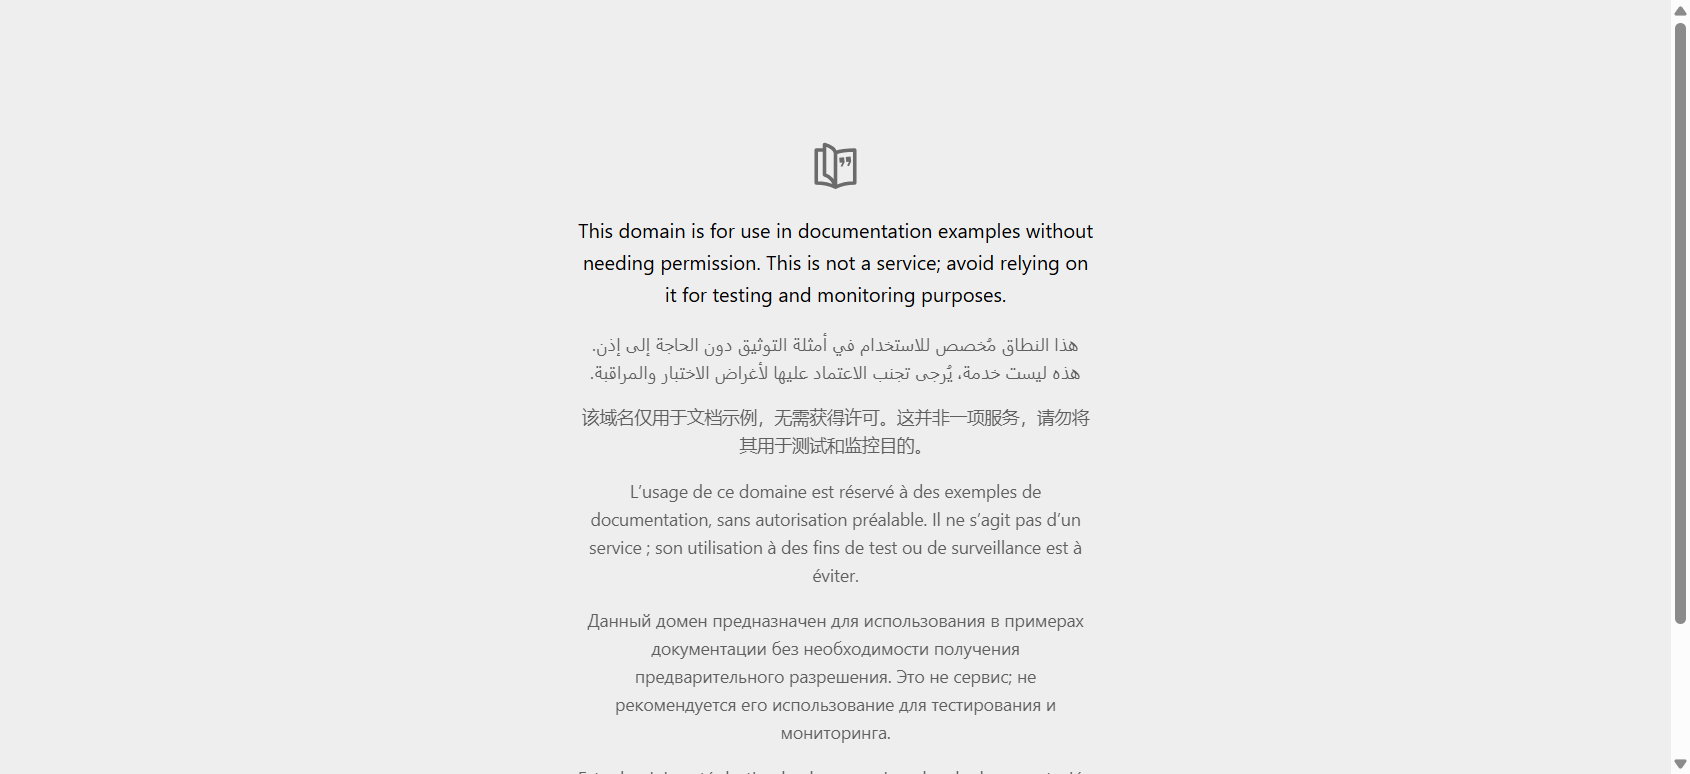 This domain is for use in documentation examples without
needing permission. This is not a service; avoid relying on
it for testing and monitoring purposes.
هذا النطاق مُخصص للاستخدام في أمثلة التوثيق دون الحاجة إلى إذن.
هذه ليست خدمة، يُرجى تجنب الاعتماد عليها لأغراض الاختبار والمراقبة.
该域名仅用于文档示例，无需获得许可。这并非一项服务，请勿将
其用于测试和监控目的。
L’usage de ce domaine est réservé à des exemples de
documentation, sans autorisation préalable. Il ne s’agit pas d’un
service ; son utilisation à des fins de test ou de surveillance est à
éviter.
Данный домен предназначен для использования в примерах
документации без необходимости получения
предварительного разрешения. Это не сервис; не
рекомендуется его использование для тестирования и
мониторинга.